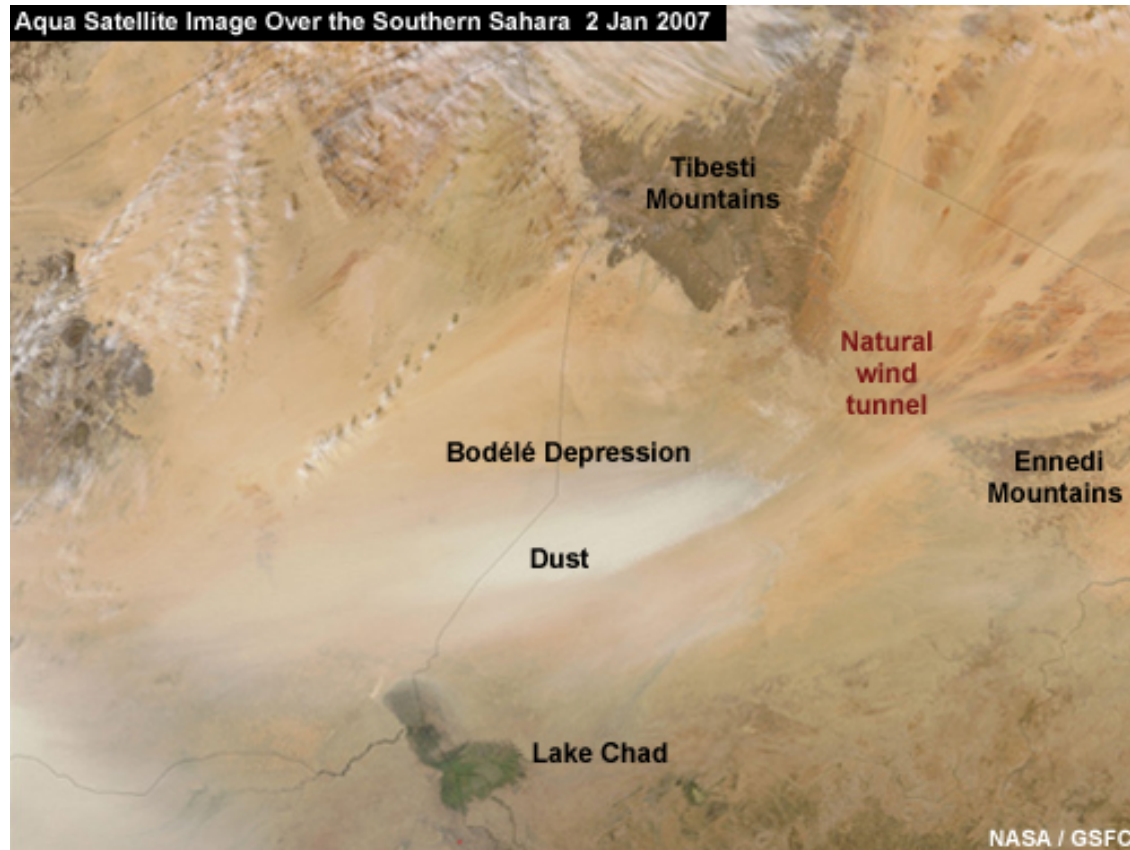 Aqua Satellite Image Over the Southern Sahara 2 Jan 2007
Tibesti
Mountains
Natural
wind
tunnel
Bodélé Depression
Ennedi
Mountains
Dust
Lake Chad
NASA / GSFC